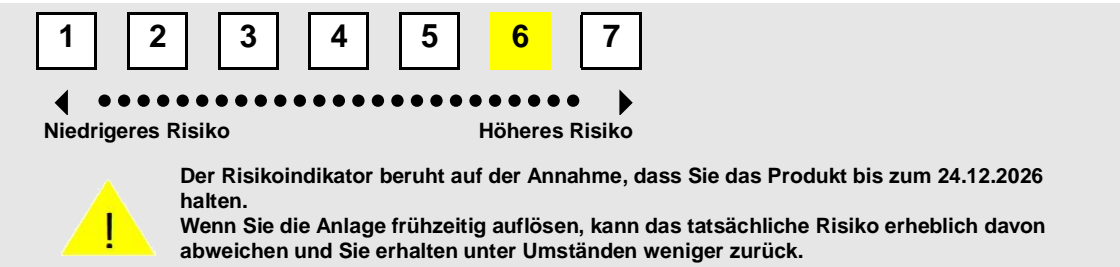 1 2 3 4 5 6 7
Niedrigeres Risiko Höheres Risiko
Der Risikoindikator beruht auf der Annahme, dass Sie das Produkt bis zum 24.12.2026
halten.
Wenn Sie die Anlage frühzeitig auflösen, kann das tatsächliche Risiko erheblich davon
abweichen und Sie erhalten unter Umständen weniger zurück.
!